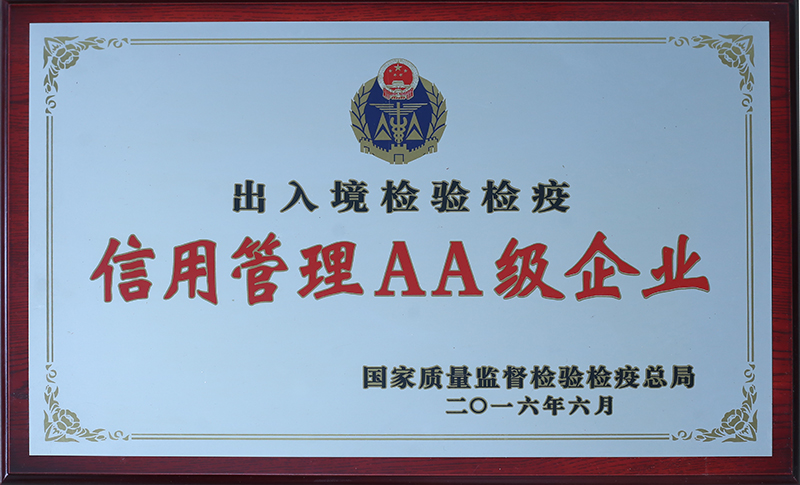 出入境检验检疫
信用管理AA级企业
国家质量监督检验检疫总局
二〇一六年六月